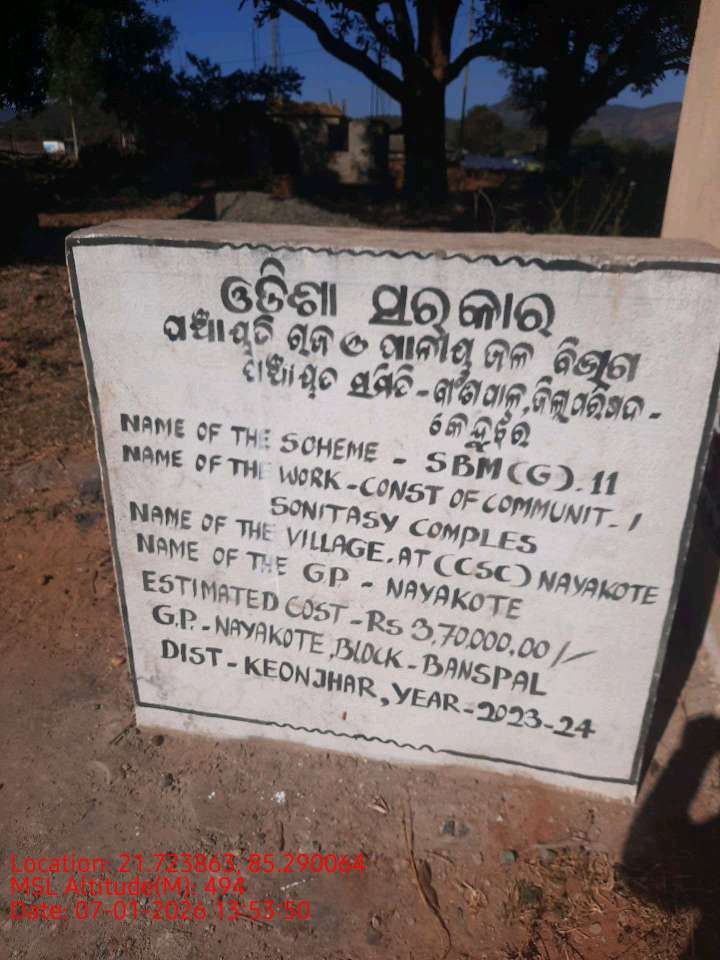 ଓଡିଶା ସରକାର
ପଞ୍ଚାୟତି ରାଜ ଓ ପାନୀୟ ଜଳ ବିଭାଗ
ପଞ୍ଚାୟତ ସମିତି - ବାଂଶପାଳ, ଜିଲ୍ଲାପରିଷଦ -
କେନ୍ଦୁଝର
NAME OF THE SCHEME - SBM(G).11
NAME OF THE WORK - CONST OF COMMUNIT-1
SONITASY COMPLES
NAME OF THE VILLAGE. AT (CCSC) NAYAKOTE
NAME OF THE GP - NAYAKOTE
ESTIMATED COST - Rs 3,70,000.00/-
G.P. - NAYAKOTE, BLOCK - BANSPAL
DIST - KEONJHAR, YEAR - 2023-24
Location: 21.723863, 85.290064
MSL Altitude(M): 494
Date: 07-01-2026 13:53:50